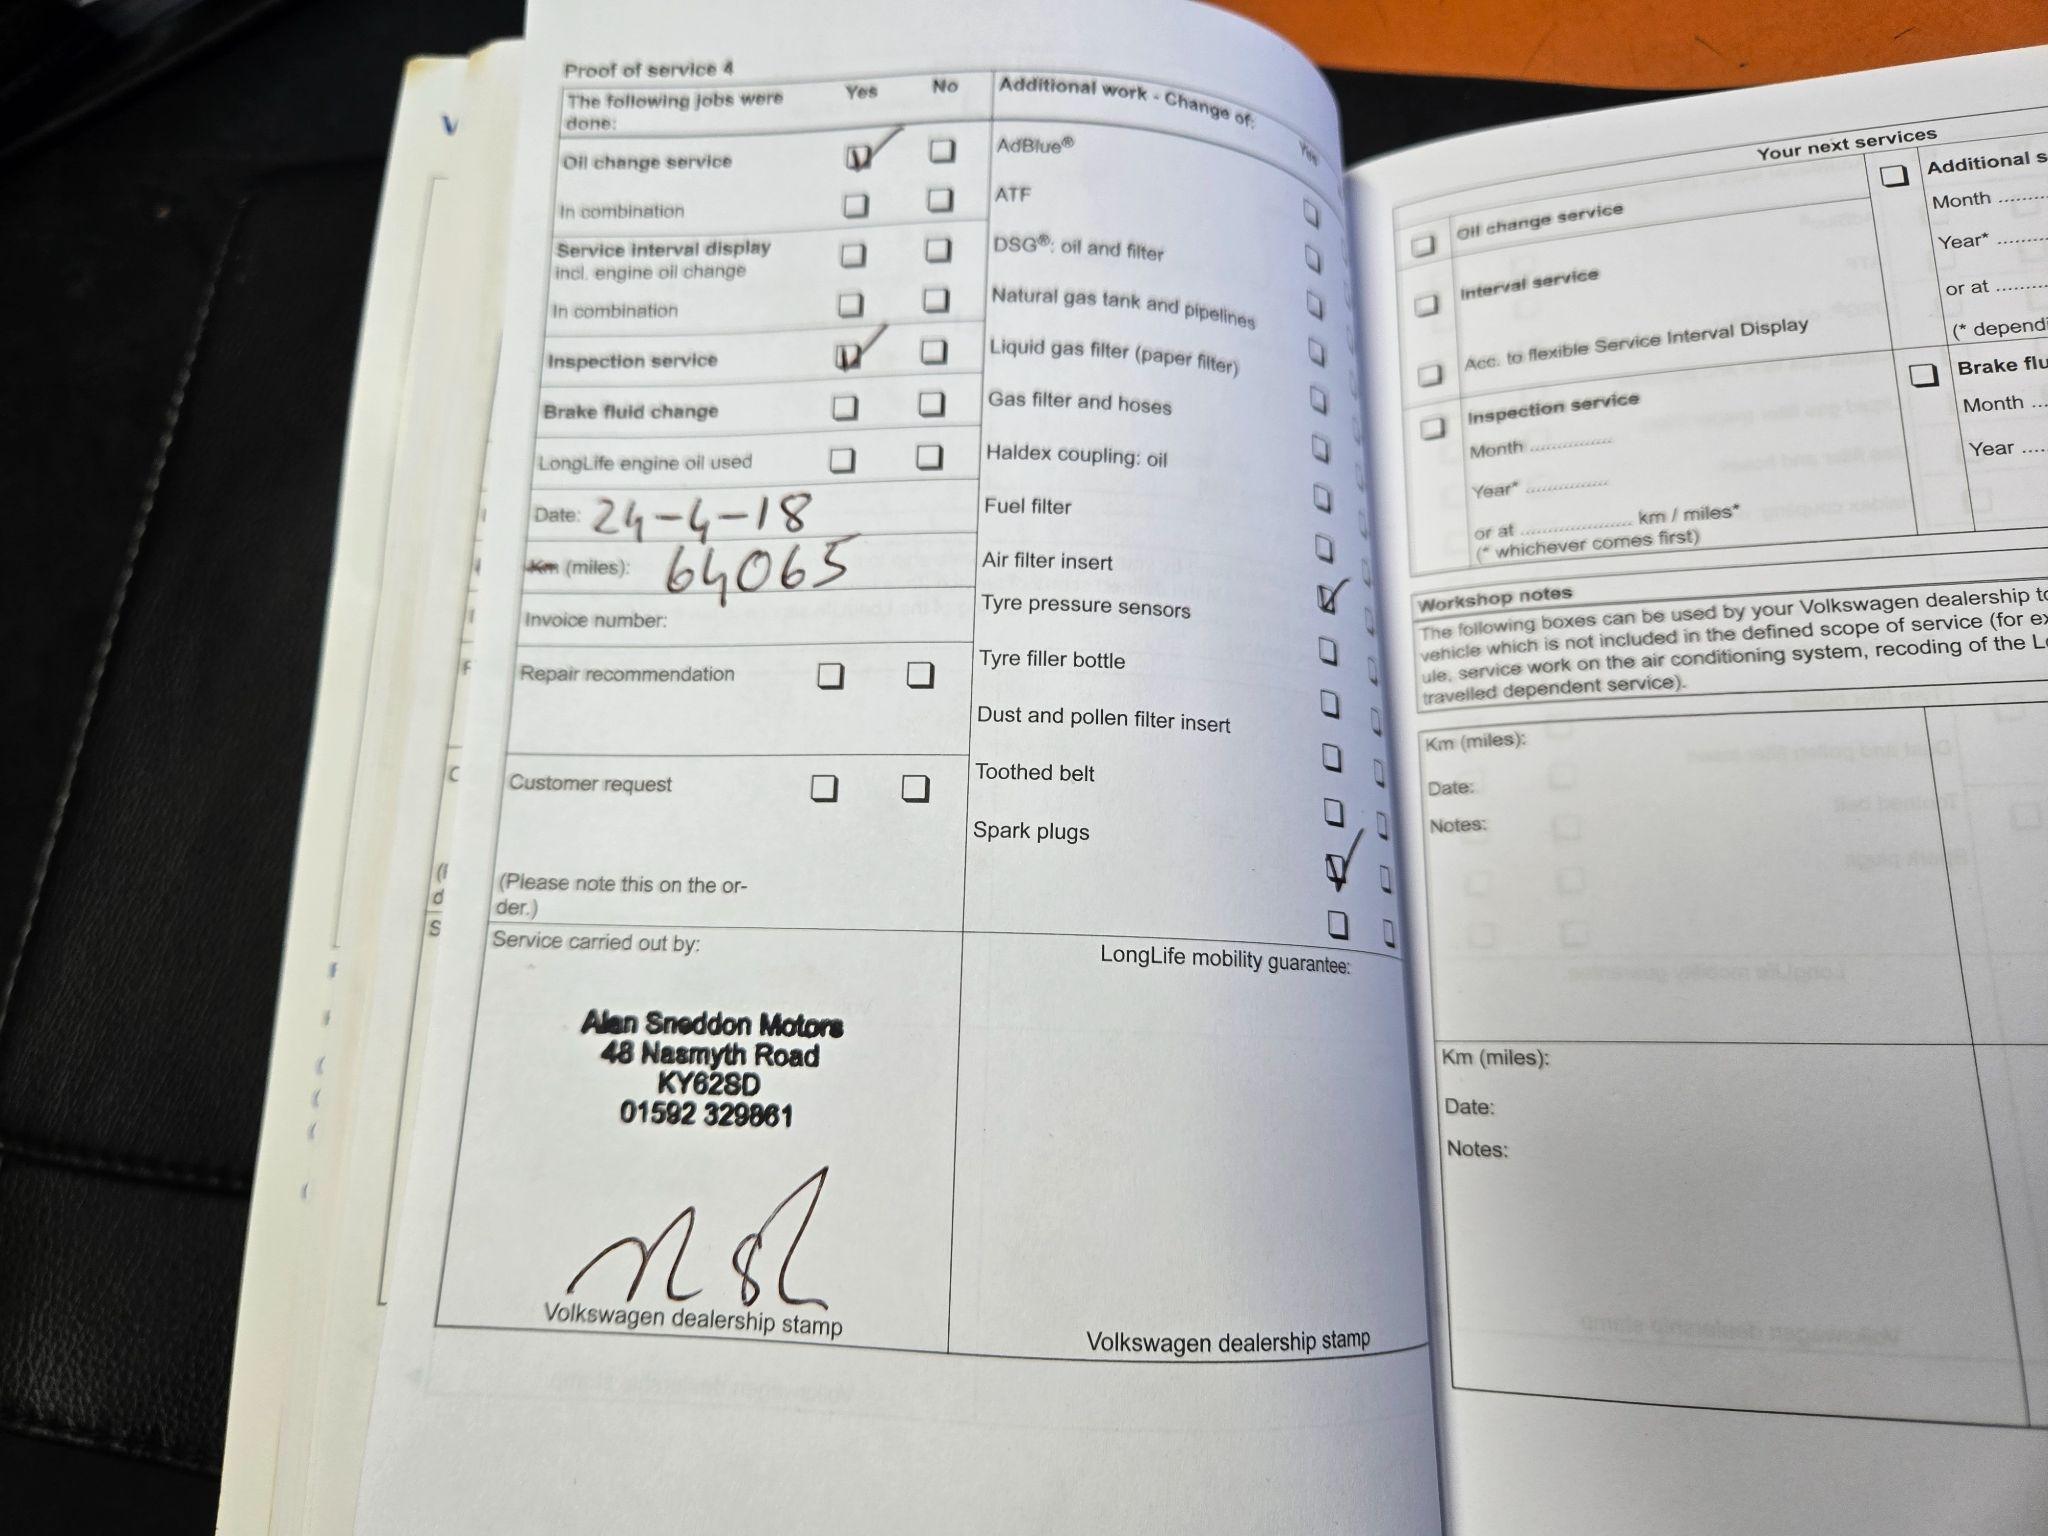 Proof of service 4
The following jobs were done:
Yes
No
Oil change service
In combination
Service interval display
incl. engine oil change
In combination
Inspection service
Brake fluid change
LongLife engine oil used
Date: 24-4-18
Km (miles): 64065
Invoice number:
Repair recommendation
Customer request
(Please note this on the or-
der.)
Service carried out by:
Alan Sneddon Motors
48 Nasmyth Road
KY62SD
01592 329861
Volkswagen dealership stamp
Additional work - Change of:
Yes
AdBlue®
ATF
DSG®: oil and filter
Natural gas tank and pipelines
Liquid gas filter (paper filter)
Gas filter and hoses
Haldex coupling: oil
Fuel filter
Air filter insert
Tyre pressure sensors
Tyre filler bottle
Dust and pollen filter insert
Toothed belt
Spark plugs
LongLife mobility guarantee:
Volkswagen dealership stamp
Your next services
Oil change service
Interval service
Acc. to flexible Service Interval Display
Inspection service
Month ...............
Year* ...............
or at .................... km / miles*
(* whichever comes first)
Additional s
Month ........
Year* ........
or at ........
(* dependi
Brake flu
Month ...
Year ....
Workshop notes
The following boxes can be used by your Volkswagen dealership to
vehicle which is not included in the defined scope of service (for ex
ule, service work on the air conditioning system, recoding of the Lo
travelled dependent service).
Km (miles):
Date:
Notes:
Km (miles):
Date:
Notes: